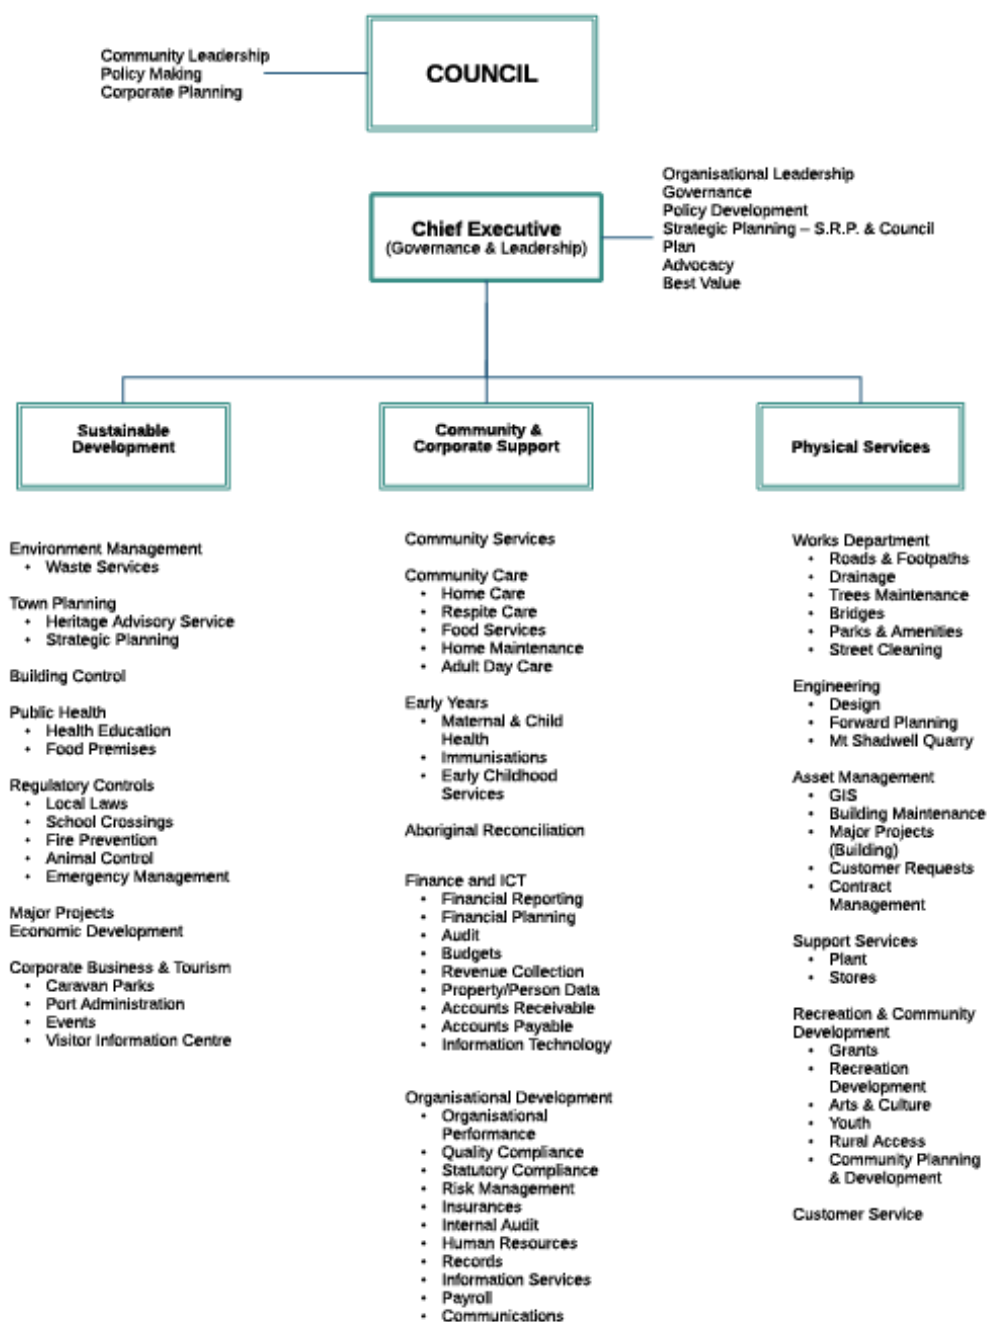 Community Leadership
Policy Making
Corporate Planning
COUNCIL
Organisational Leadership
Governance
Policy Development
Strategic Planning – S.R.P. & Council
Plan
Advocacy
Best Value
Chief Executive
(Governance & Leadership)
Sustainable
Development
Community &
Corporate Support
Physical Services
Environment Management
• Waste Services
Town Planning
• Heritage Advisory Service
• Strategic Planning
Building Control
Public Health
• Health Education
• Food Premises
Regulatory Controls
• Local Laws
• School Crossings
• Fire Prevention
• Animal Control
• Emergency Management
Major Projects
Economic Development
Corporate Business & Tourism
• Caravan Parks
• Port Administration
• Events
• Visitor Information Centre
Community Services
Community Care
• Home Care
• Respite Care
• Food Services
• Home Maintenance
• Adult Day Care
Early Years
• Maternal & Child
Health
• Immunisations
• Early Childhood
Services
Aboriginal Reconciliation
Finance and ICT
• Financial Reporting
• Financial Planning
• Audit
• Budgets
• Revenue Collection
• Property/Person Data
• Accounts Receivable
• Accounts Payable
• Information Technology
Organisational Development
• Organisational
Performance
• Quality Compliance
• Statutory Compliance
• Risk Management
• Insurances
• Internal Audit
• Human Resources
• Records
• Information Services
• Payroll
• Communications
Works Department
• Roads & Footpaths
• Drainage
• Trees Maintenance
• Bridges
• Parks & Amenities
• Street Cleaning
Engineering
• Design
• Forward Planning
• Mt Shadwell Quarry
Asset Management
• GIS
• Building Maintenance
• Major Projects
(Building)
• Customer Requests
• Contract
Management
Support Services
• Plant
• Stores
Recreation & Community
Development
• Grants
• Recreation
Development
• Arts & Culture
• Youth
• Rural Access
• Community Planning
& Development
Customer Service